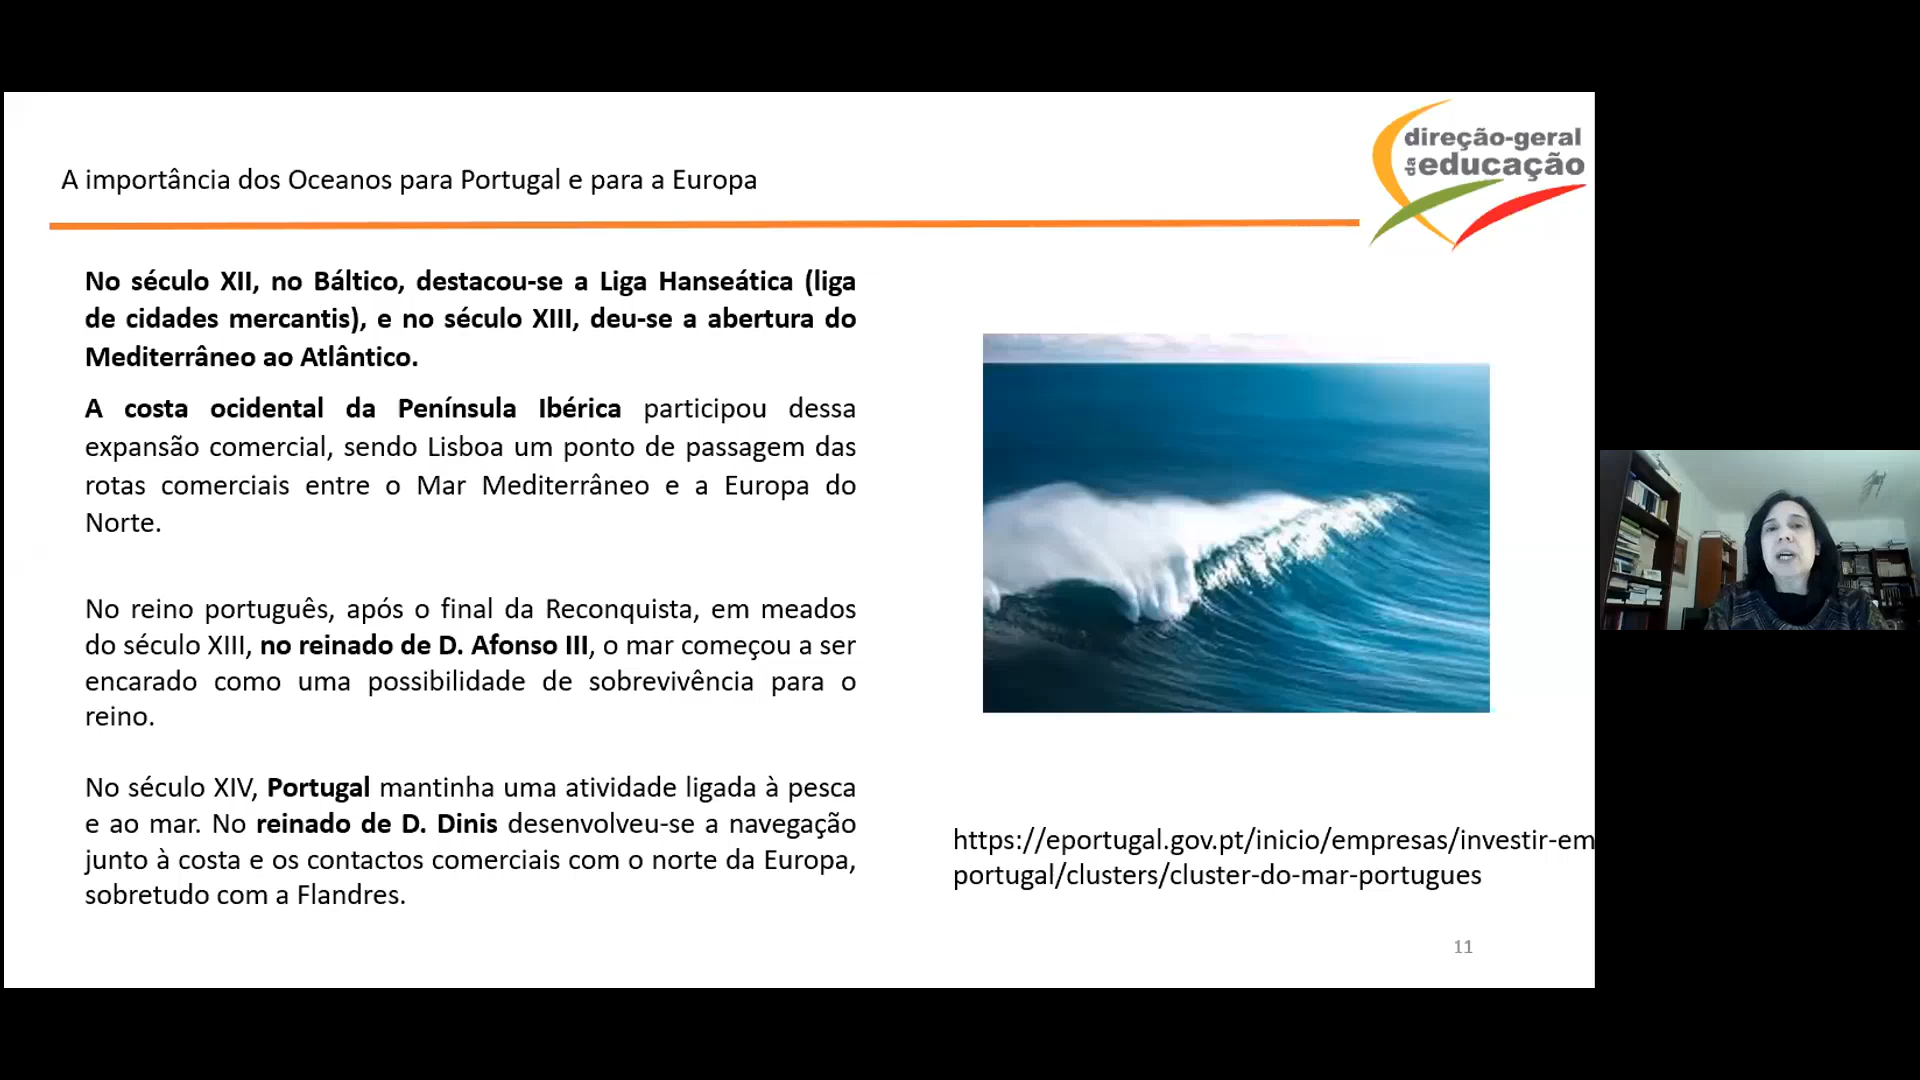 direção-geral
da educação
A importância dos Oceanos para Portugal e para a Europa
No século XII, no Báltico, destacou-se a Liga Hanseática (liga
de cidades mercantis), e no século XIII, deu-se a abertura do
Mediterrâneo ao Atlântico.
A costa ocidental da Península Ibérica participou dessa
expansão comercial, sendo Lisboa um ponto de passagem das
rotas comerciais entre o Mar Mediterrâneo e a Europa do
Norte.
No reino português, após o final da Reconquista, em meados
do século XIII, no reinado de D. Afonso III, o mar começou a ser
encarado como uma possibilidade de sobrevivência para o
reino.
No século XIV, Portugal mantinha uma atividade ligada à pesca
e ao mar. No reinado de D. Dinis desenvolveu-se a navegação
junto à costa e os contactos comerciais com o norte da Europa,
sobretudo com a Flandres.
https://eportugal.gov.pt/inicio/empresas/investir-em
portugal/clusters/cluster-do-mar-portugues
11